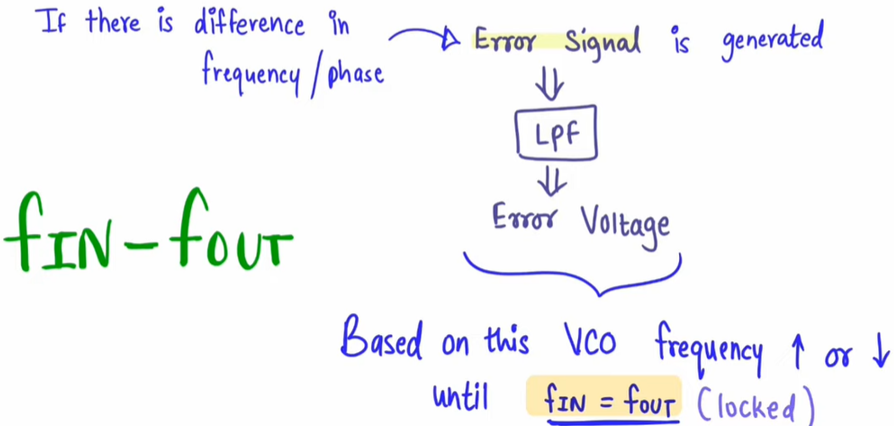 If there is difference in
frequency/phase
Error Signal is generated
LPF
Error Voltage
fIN-fOUT
Based on this VCO frequency ↑ or ↓
until fIN = fOUT (locked)